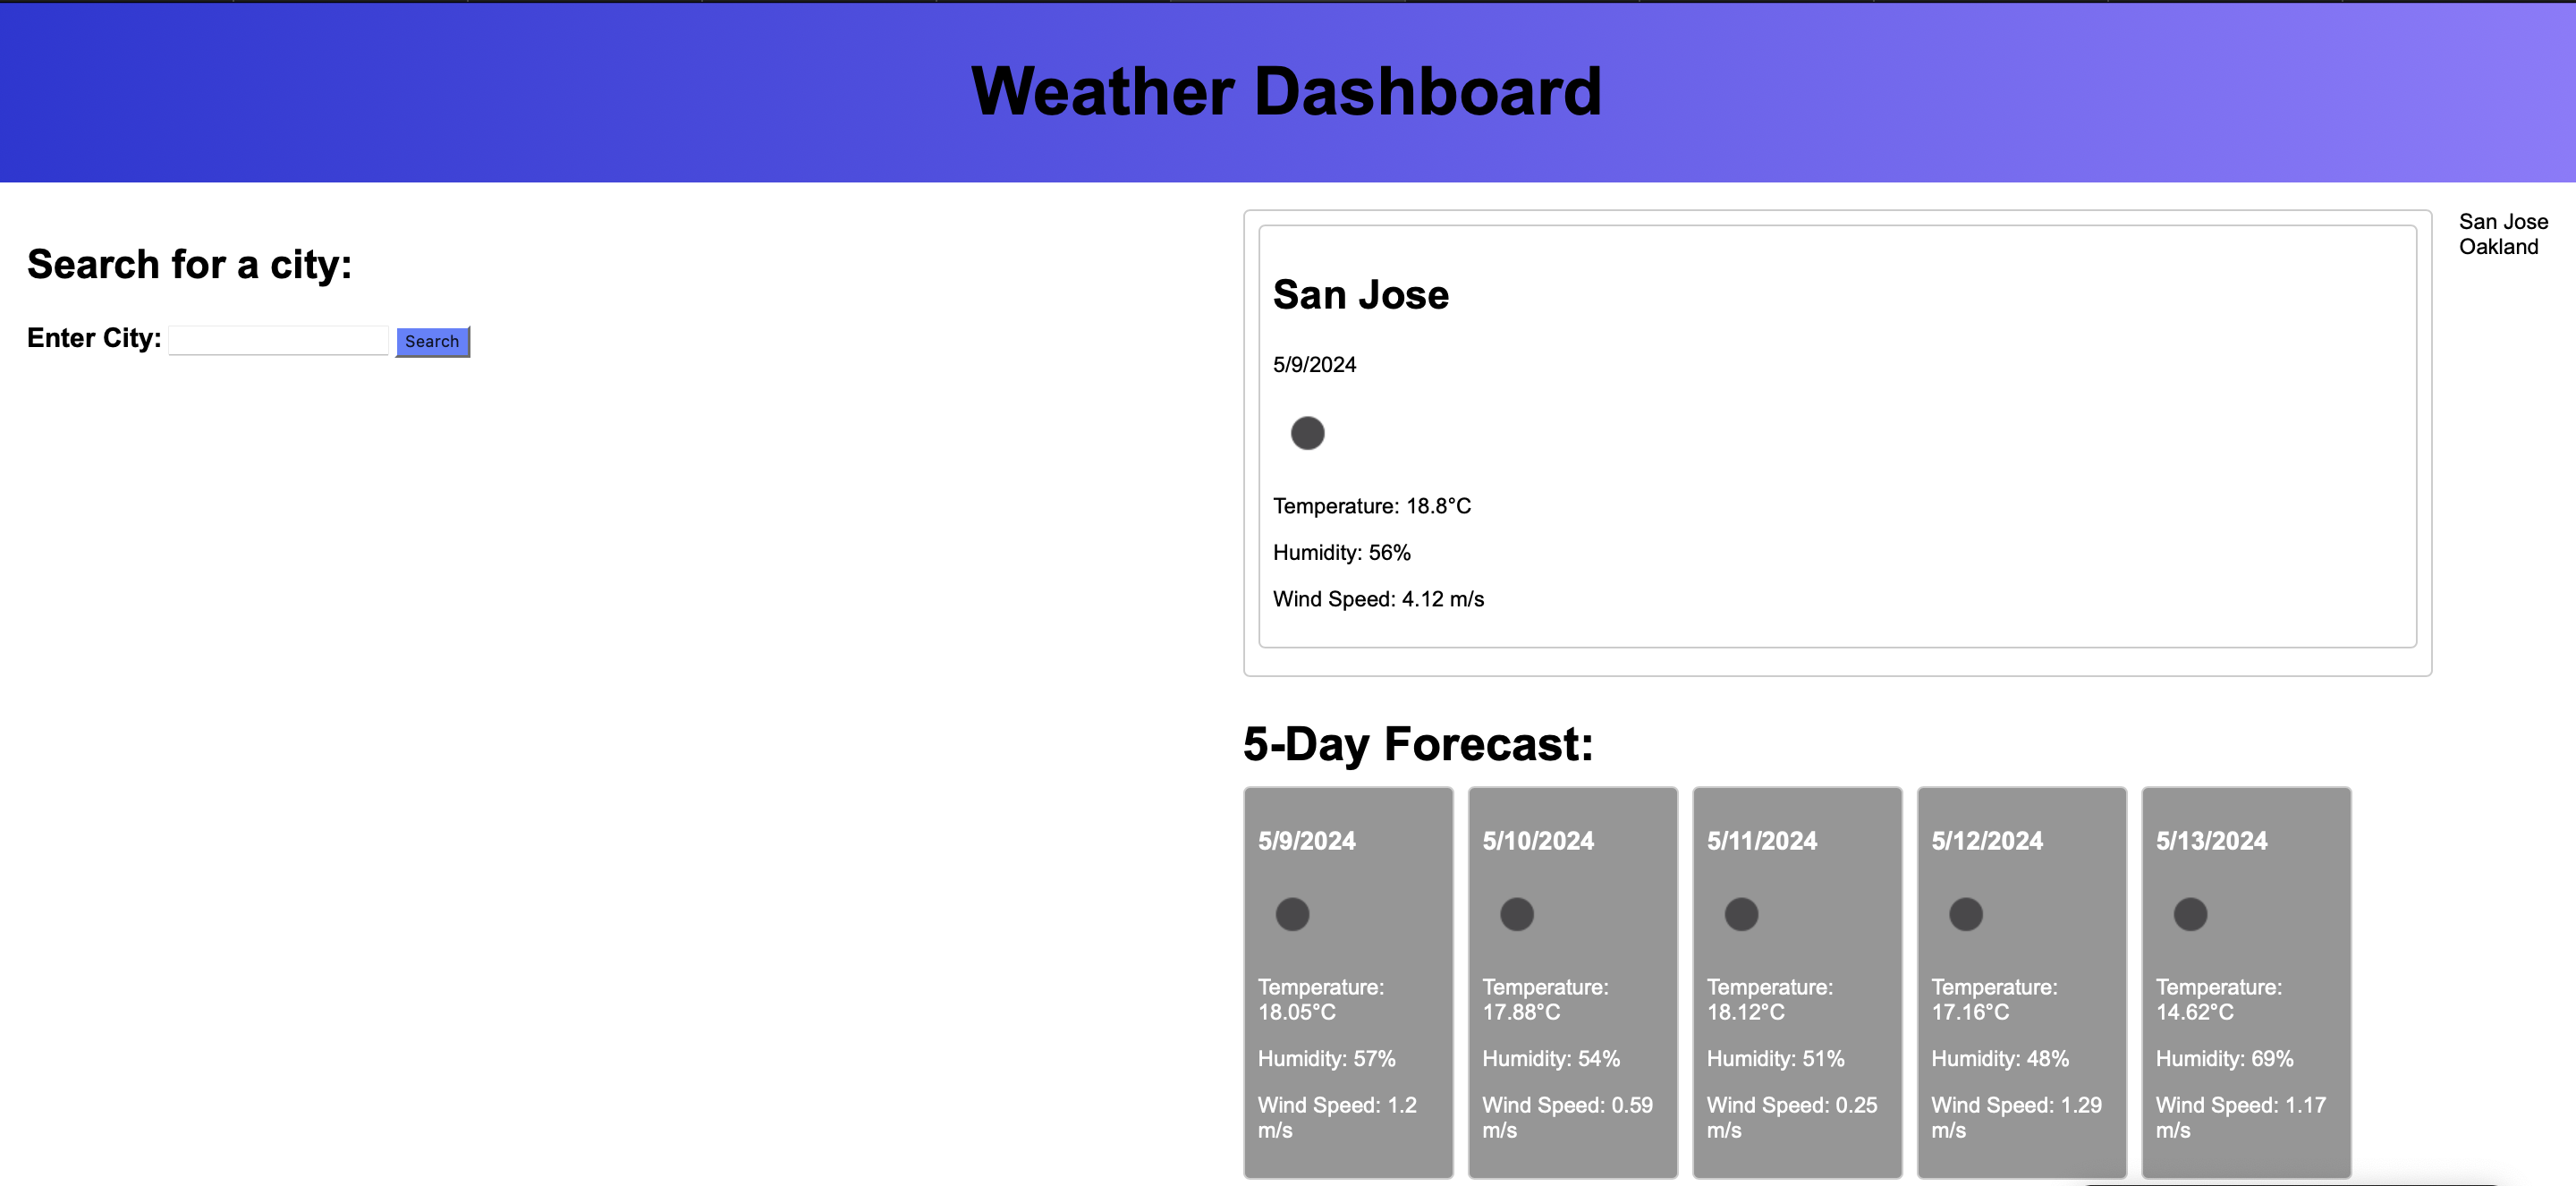 Weather Dashboard
Search for a city:
Enter City:
Search
San Jose
5/9/2024
Temperature: 18.8°C
Humidity: 56%
Wind Speed: 4.12 m/s
San Jose
Oakland
5-Day Forecast:
5/9/2024
Temperature:
18.05°C
Humidity: 57%
Wind Speed: 1.2
m/s
5/10/2024
Temperature:
17.88°C
Humidity: 54%
Wind Speed: 0.59
m/s
5/11/2024
Temperature:
18.12°C
Humidity: 51%
Wind Speed: 0.25
m/s
5/12/2024
Temperature:
17.16°C
Humidity: 48%
Wind Speed: 1.29
m/s
5/13/2024
Temperature:
14.62°C
Humidity: 69%
Wind Speed: 1.17
m/s